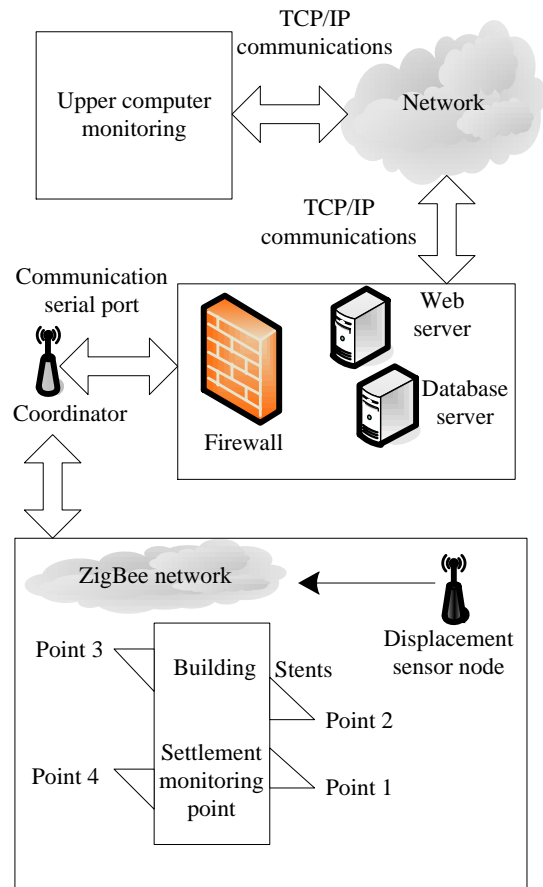 TCP/IP
communications
Upper computer
monitoring
Network
TCP/IP
communications
Communication
serial port
Web
server
Database
server
Coordinator
Firewall
ZigBee network
Displacement
sensor node
Point 3
Building
Stents
Point 2
Settlement
monitoring
point
Point 4
Point 1